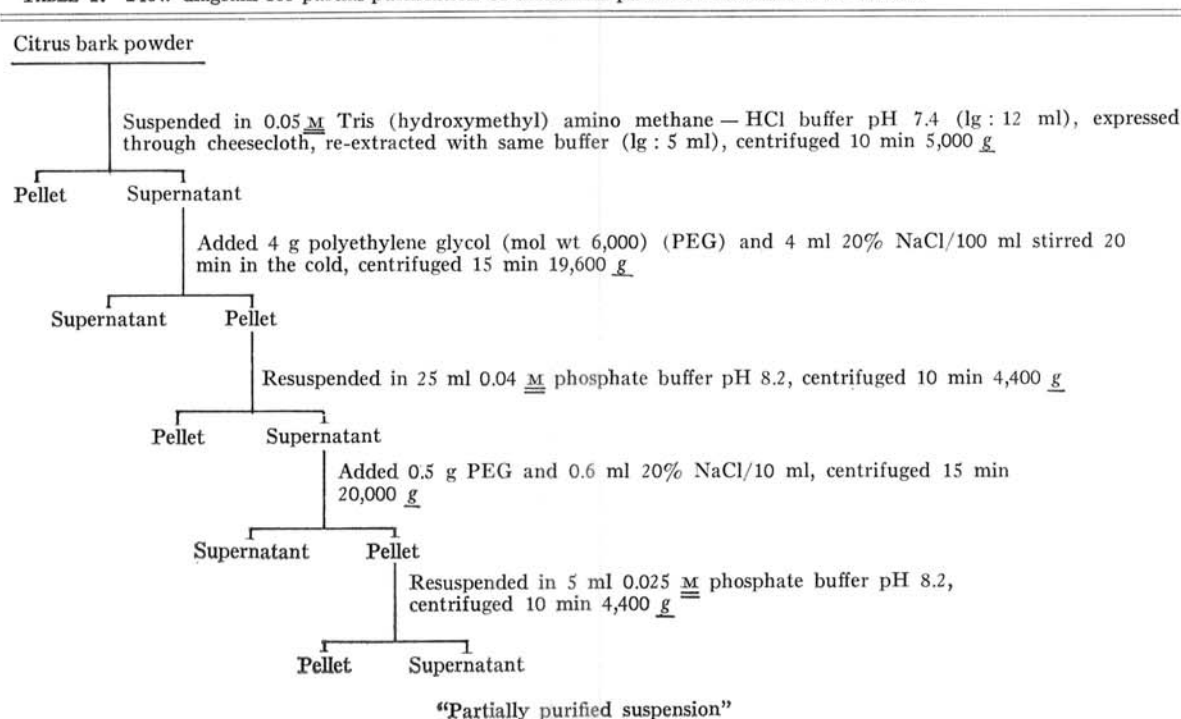 Citrus bark powder
Suspended in 0.05 M Tris (hydroxymethyl) amino methane — HCl buffer pH 7.4 (lg : 12 ml), expressed
through cheesecloth, re-extracted with same buffer (lg : 5 ml), centrifuged 10 min 5,000 g
Pellet Supernatant
Added 4 g polyethylene glycol (mol wt 6,000) (PEG) and 4 ml 20% NaCl/100 ml stirred 20
min in the cold, centrifuged 15 min 19,600 g
Supernatant Pellet
Resuspended in 25 ml 0.04 M phosphate buffer pH 8.2, centrifuged 10 min 4,400 g
Pellet Supernatant
Added 0.5 g PEG and 0.6 ml 20% NaCl/10 ml, centrifuged 15 min
20,000 g
Supernatant Pellet
Resuspended in 5 ml 0.025 M phosphate buffer pH 8.2,
centrifuged 10 min 4,400 g
Pellet Supernatant
"Partially purified suspension"